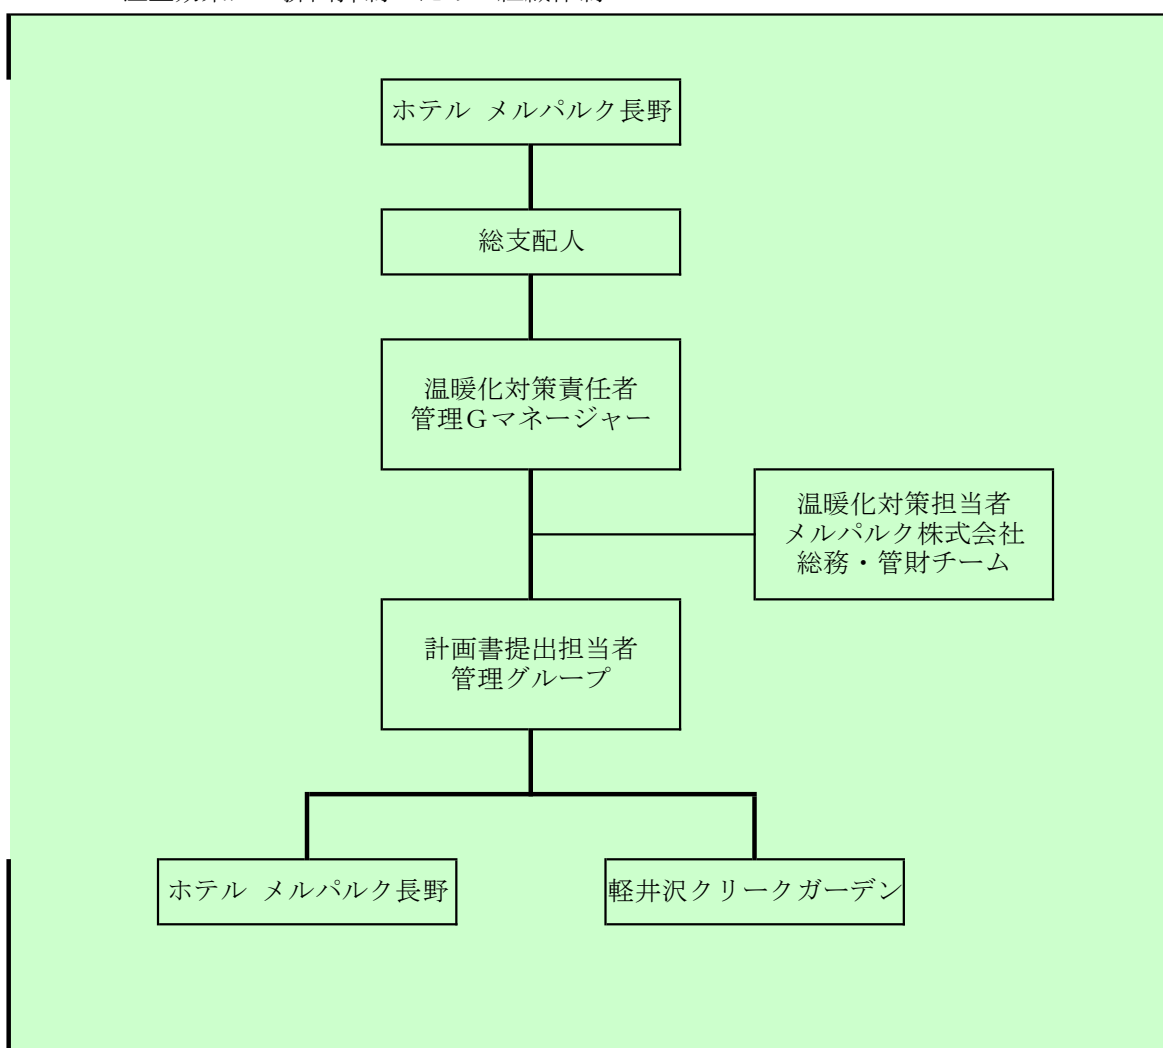 ホテル メルパルク長野
総支配人
温暖化対策責任者
管理Gマネージャー
温暖化対策担当者
メルパルク株式会社
総務・管財チーム
計画書提出担当者
管理グループ
ホテル メルパルク長野
軽井沢クリークガーデン